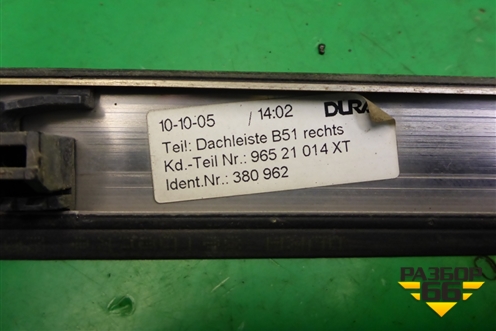 10-10-05 / 14:02 DURA
Teil: Dachleiste B51 rechts
Kd.-Teil Nr.: 965 21 014 XT
Ident.Nr.: 380 962
РАЗБОР
66